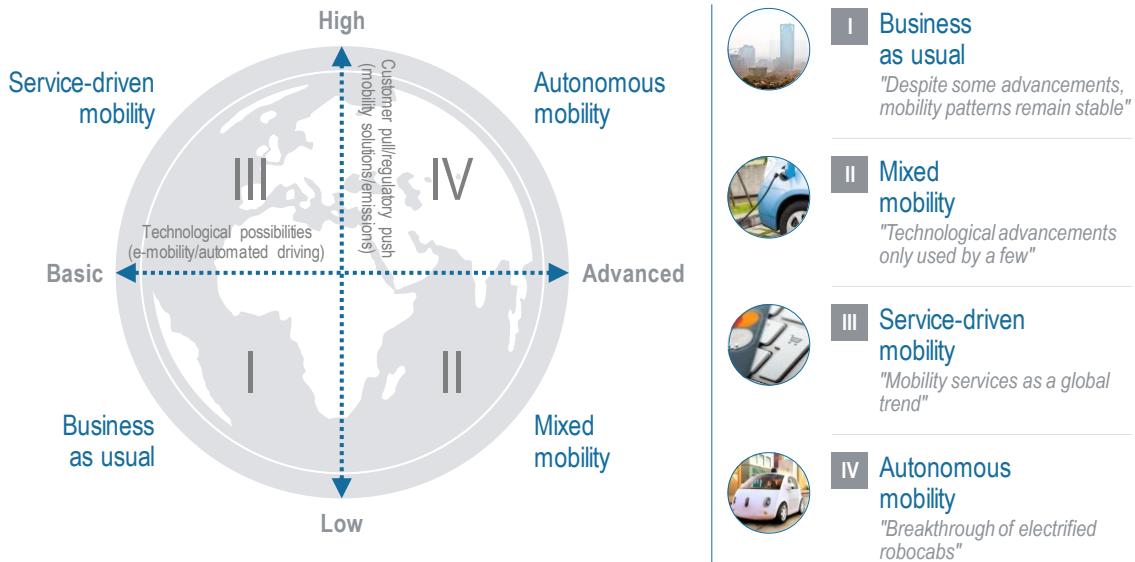 High
Service-driven
mobility
Autonomous
mobility
Customer pull/regulatory push
(mobility solutions/emissions)
III
IV
Technological possibilities
(e-mobility/automated driving)
Basic
Advanced
I
II
Business
as usual
Mixed
mobility
Low
I
Business
as usual
"Despite some advancements,
mobility patterns remain stable"
II
Mixed
mobility
"Technological advancements
only used by a few"
III
Service-driven
mobility
"Mobility services as a global
trend"
IV
Autonomous
mobility
"Breakthrough of electrified
robocabs"